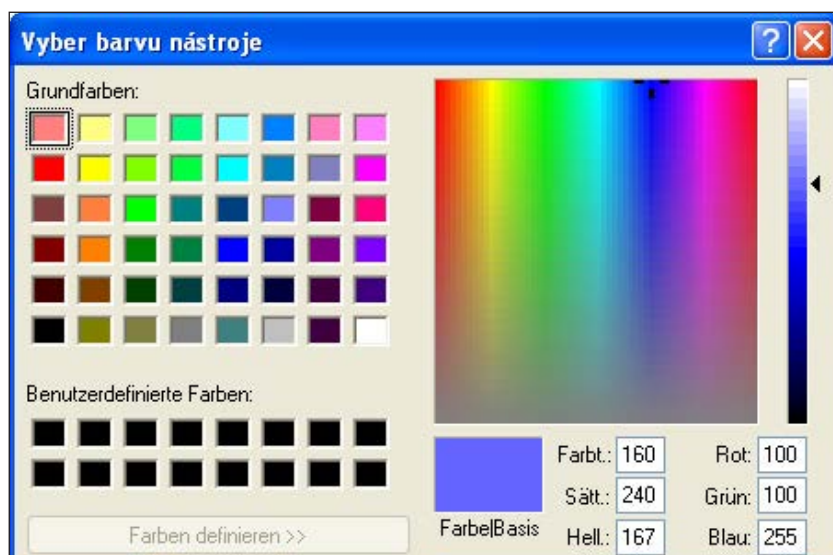 Vyber barvu nástroje
Grundfarben:
Benutzerdefinierte Farben:
Farben definieren >>
Farbe|Basis
Farbt.: 160
Sätt.: 240
Hell.: 167
Rot: 100
Grün: 100
Blau: 255